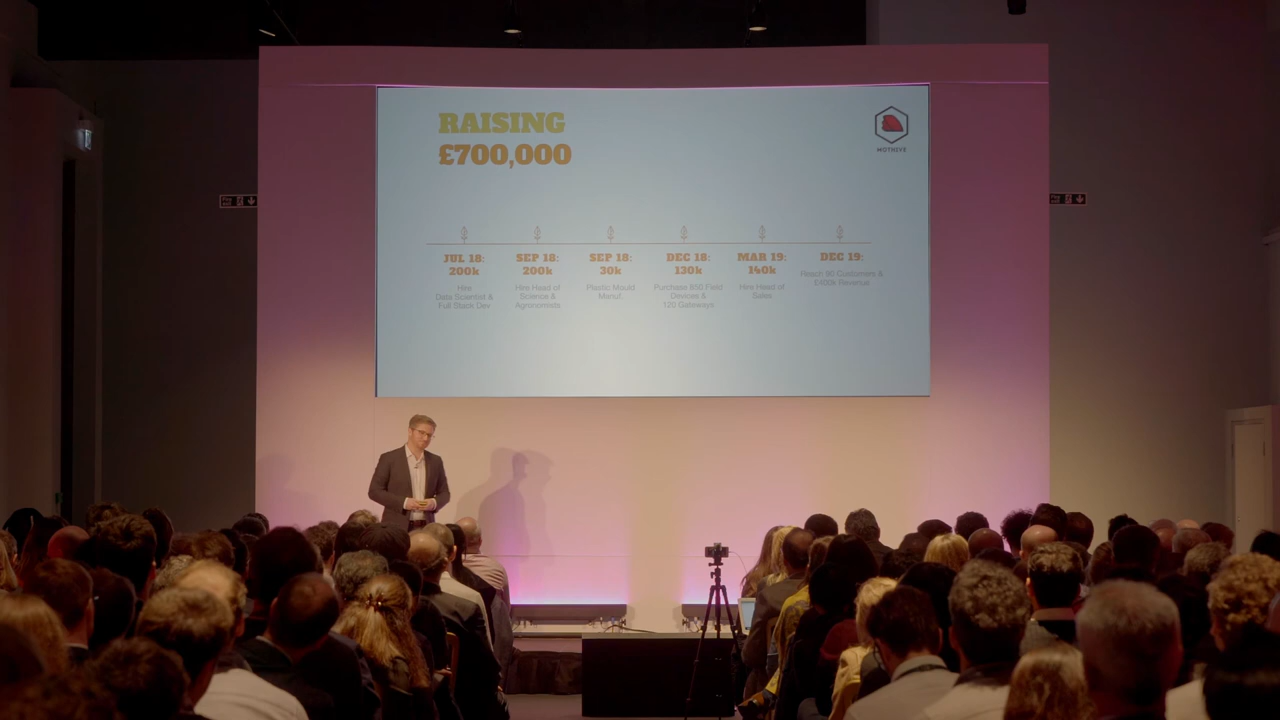 RAISING
£700,000
MOTHIVE
JUL 18:
200k
Hire
Data Scientist &
Full Stack Dev
SEP 18:
200k
Hire Head of
Science &
Agronomists
SEP 18:
30k
Plastic Mould
Manuf.
DEC 18:
130k
Purchase 850 Field
Devices &
120 Gateways
MAR 19:
140k
Hire Head of
Sales
DEC 19:
Reach 90 Customers &
£400k Revenue